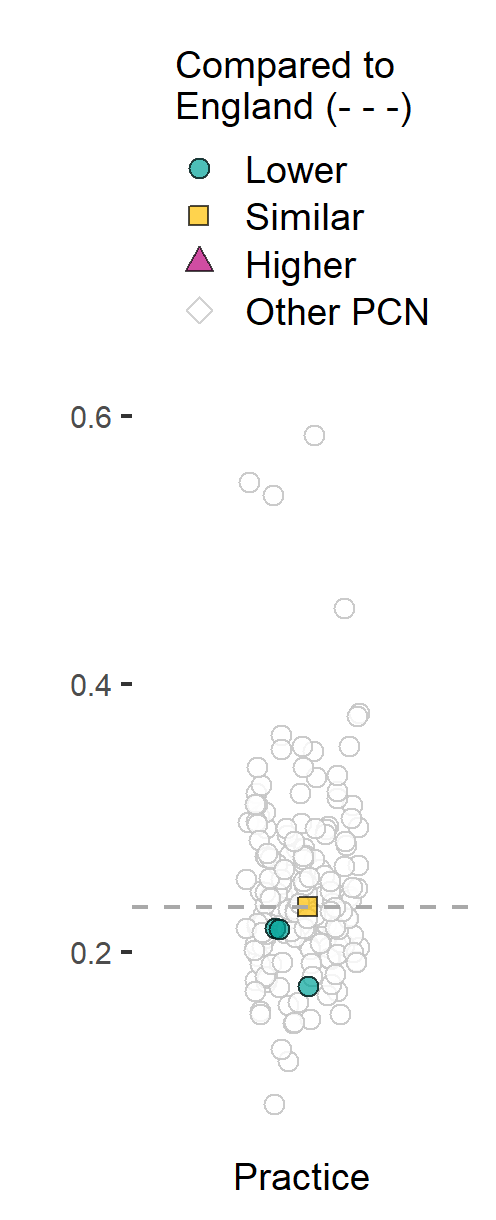 Compared to
England (- - -)
Lower
Similar
Higher
Other PCN
0.6
0.4
0.2
Practice